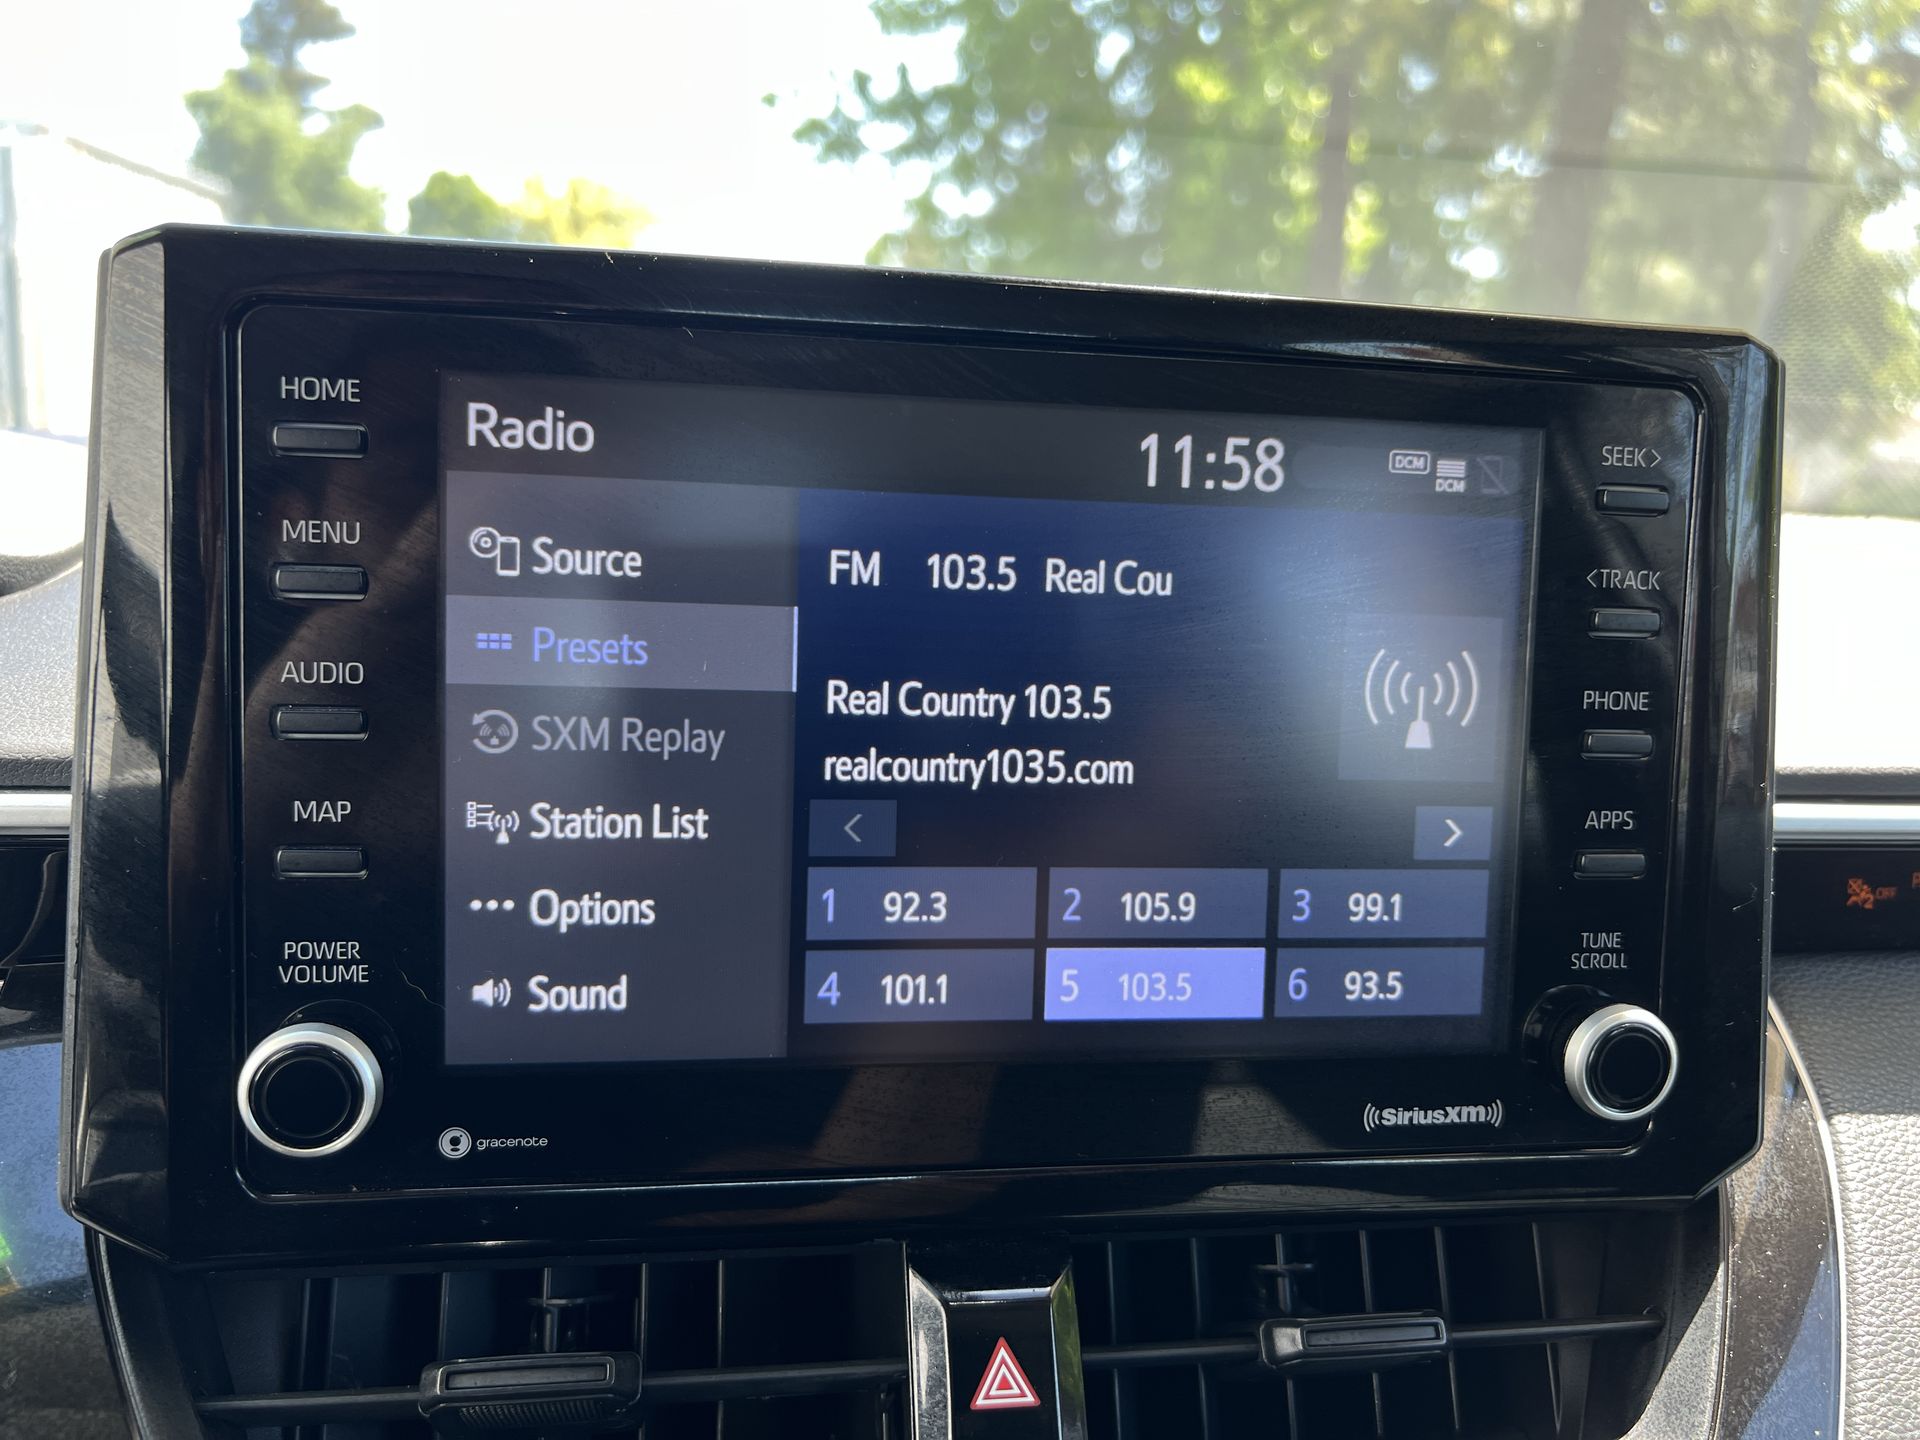 HOME
MENU
AUDIO
MAP
POWER
VOLUME
Radio
11:58
DCM
DCM
Source
Presets
SXM Replay
Station List
Options
Sound
FM 103.5 Real Cou
Real Country 103.5
realcountry1035.com
< >
1 92.3 2 105.9 3 99.1
4 101.1 5 103.5 6 93.5
SEEK>
<TRACK
PHONE
APPS
TUNE
SCROLL
gracenote
((SiriusXM))
2 OFF